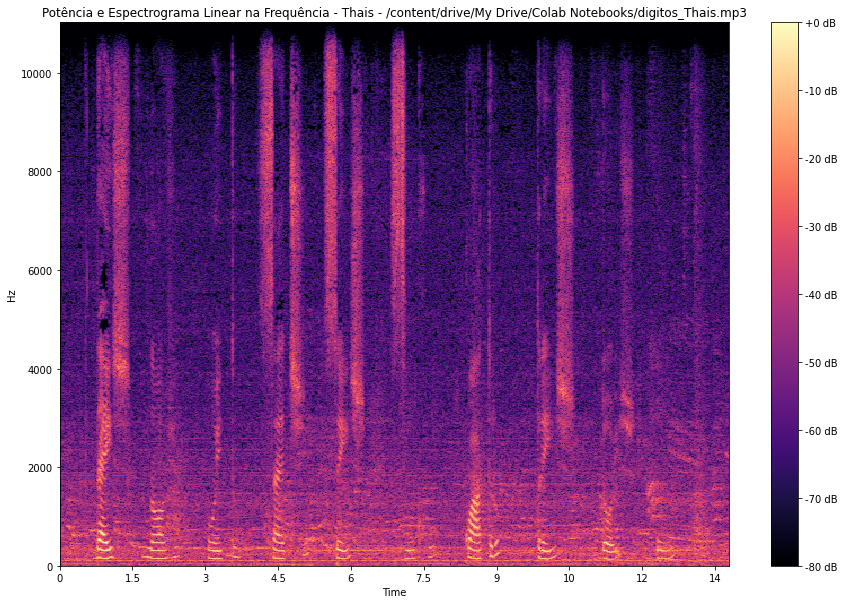 Potência e Espectrograma Linear na Frequência - Thais - /content/drive/My Drive/Colab Notebooks/digitos_Thais.mp3
+0 dB
10000
-10 dB
8000
-20 dB
-30 dB
6000
Hz
-40 dB
4000
-50 dB
-60 dB
2000
-70 dB
0
-80 dB
0 1.5 3 4.5 6 7.5 9 10 12 14
Time